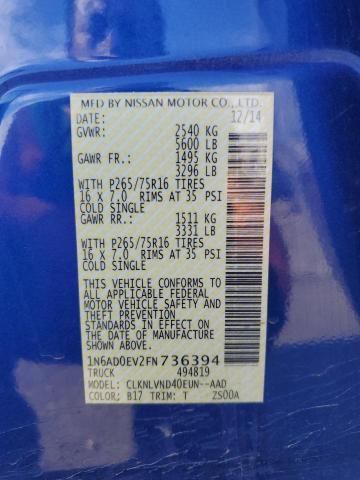 MFD BY NISSAN MOTOR CO., LTD.
DATE: 12/14
GVWR: 2540 KG
5600 LB
GAWR FR.: 1495 KG
3296 LB
WITH P265/75R16 TIRES
16 X 7.0 RIMS AT 35 PSI
COLD SINGLE
GAWR RR.: 1511 KG
3331 LB
WITH P265/75R16 TIRES
16 X 7.0 RIMS AT 35 PSI
COLD SINGLE
THIS VEHICLE CONFORMS TO
ALL APPLICABLE FEDERAL
MOTOR VEHICLE SAFETY AND
THEFT PREVENTION
STANDARDS IN EFFECT ON
THE DATE OF MANUFACTURE
SHOWN ABOVE.
1N6AD0EV2FN736394
TRUCK 494819
MODEL: CLKNLVND40EUN--AAD
COLOR: B17 TRIM: T ZS00A